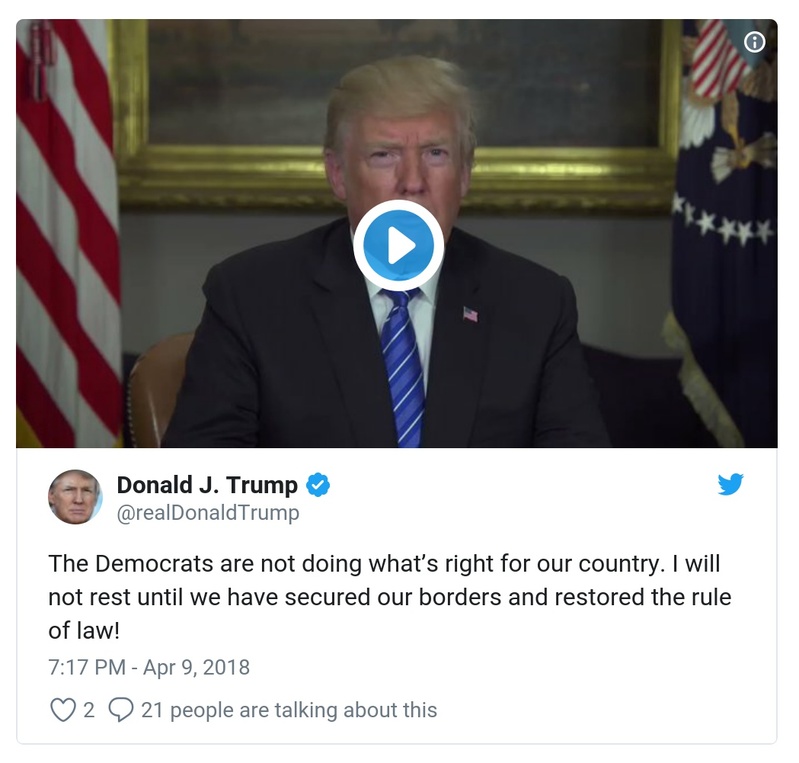 Donald J. Trump
@realDonaldTrump
The Democrats are not doing what’s right for our country. I will
not rest until we have secured our borders and restored the rule
of law!
7:17 PM - Apr 9, 2018
2 21 people are talking about this